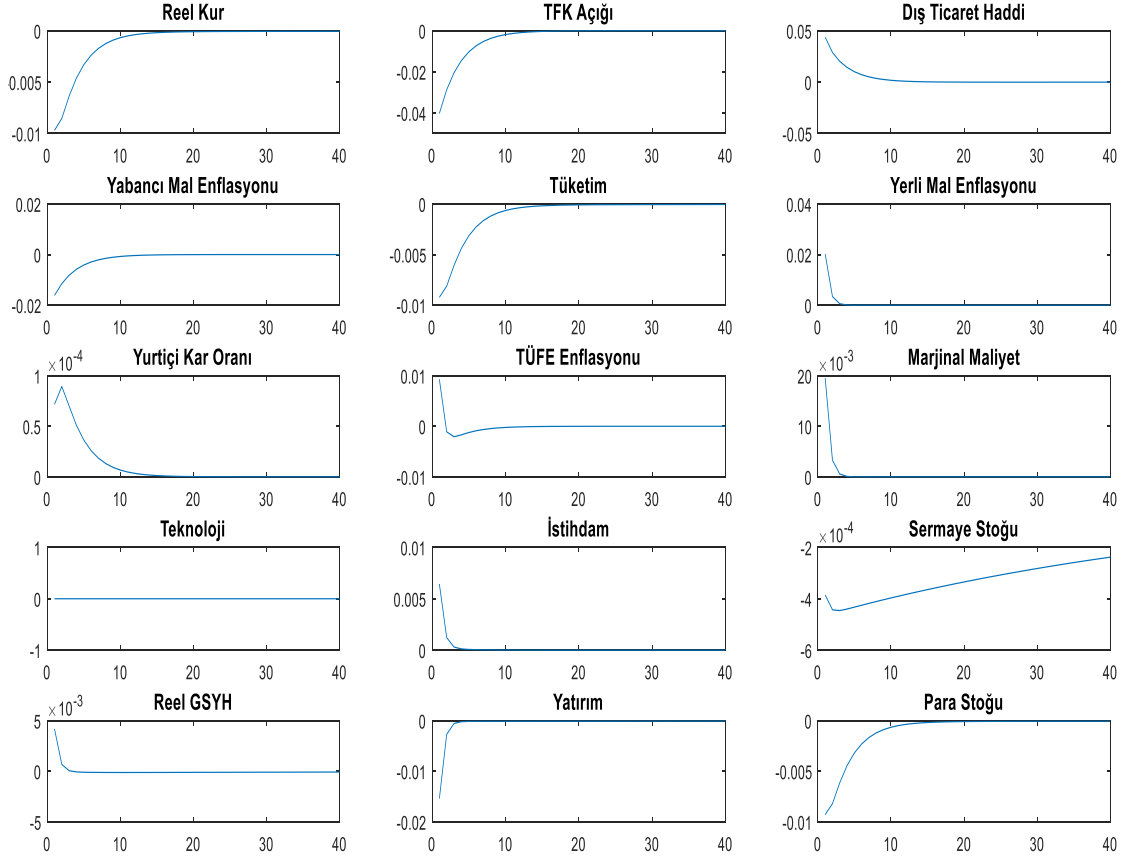 Reel Kur
TFK Açığı
Dış Ticaret Haddi
0
.005
-0.01
0 10 20 30 40
0
-0.02
-0.04
0 10 20 30 40
0.05
0
-0.05
0 10 20 30 40
Yabancı Mal Enflasyonu
Tüketim
Yerli Mal Enflasyonu
0.02
0
-0.02
0 10 20 30 40
0
-0.005
-0.01
0 10 20 30 40
0.04
0.02
0
0 10 20 30 40
Yurtiçi Kar Oranı
TÜFE Enflasyonu
Marjinal Maliyet
×10-4
1
0.5
0
0 10 20 30 40
0.01
0
-0.01
0 10 20 30 40
×10-3
20
10
0
0 10 20 30 40
Teknoloji
İstihdam
Sermaye Stoğu
1
0
-1
0 10 20 30 40
0.01
0.005
0
0 10 20 30 40
×10-4
-2
-4
-6
0 10 20 30 40
Reel GSYH
Yatırım
Para Stoğu
×10-3
5
0
-5
0 10 20 30 40
0
-0.01
-0.02
0 10 20 30 40
0
-0.005
-0.01
0 10 20 30 40